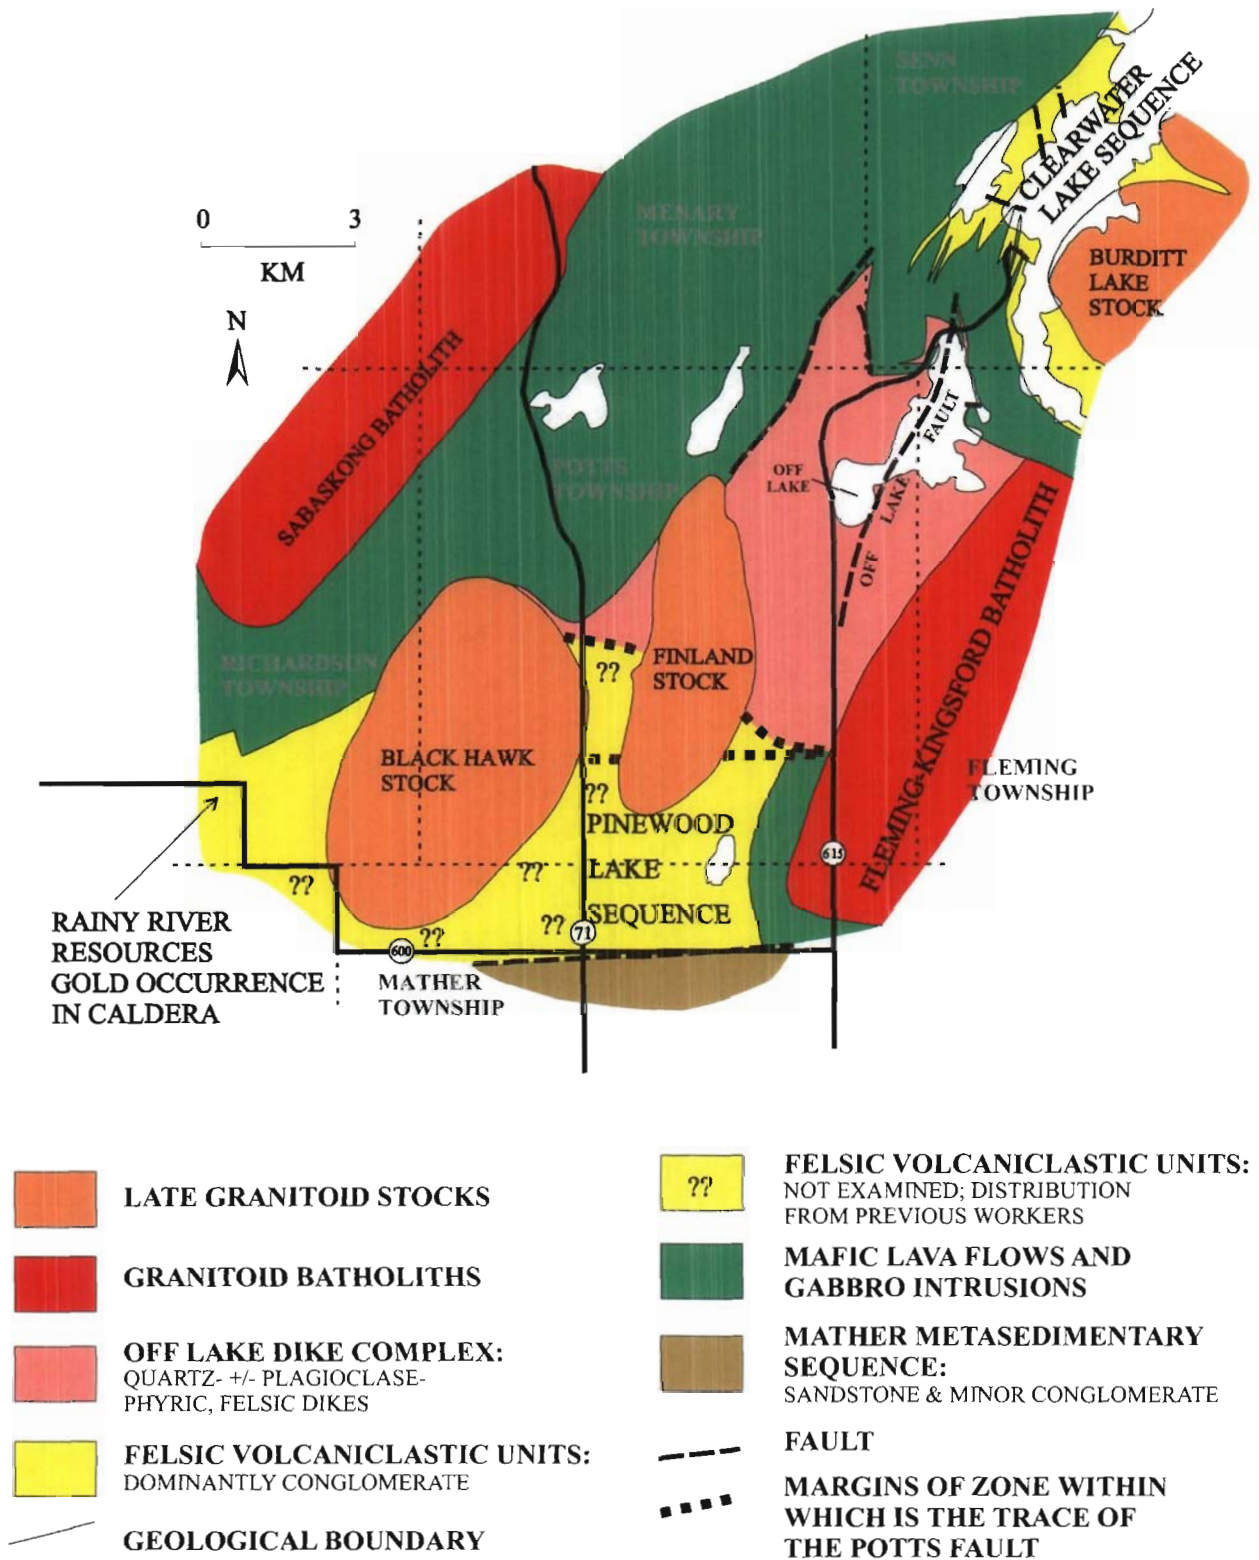 SENN
TOWNSHIP
CLEARWATER
LAKE SEQUENCE
MENARY
TOWNSHIP
0 3
KM
N
BURDITT
LAKE
STOCK
SABASKONG BATHOLITH
POTTS
TOWNSHIP
OFF
LAKE
OFF LAKE FAULT
RICHARDSON
TOWNSHIP
??
FINLAND
STOCK
FLEMING-KINGSFORD BATHOLITH
BLACK HAWK
STOCK
FLEMING
TOWNSHIP
??
PINEWOOD
LAKE
SEQUENCE
615
??
??
??
??
71
600
RAINY RIVER
RESOURCES
GOLD OCCURRENCE
IN CALDERA
MATHER
TOWNSHIP
LATE GRANITOID STOCKS
GRANITOID BATHOLITHS
OFF LAKE DIKE COMPLEX:
QUARTZ- +/- PLAGIOCLASE-
PHYRIC, FELSIC DIKES
FELSIC VOLCANICLASTIC UNITS:
DOMINANTLY CONGLOMERATE
GEOLOGICAL BOUNDARY
??
FELSIC VOLCANICLASTIC UNITS:
NOT EXAMINED; DISTRIBUTION
FROM PREVIOUS WORKERS
MAFIC LAVA FLOWS AND
GABBRO INTRUSIONS
MATHER METASEDIMENTARY
SEQUENCE:
SANDSTONE & MINOR CONGLOMERATE
FAULT
MARGINS OF ZONE WITHIN
WHICH IS THE TRACE OF
THE POTTS FAULT